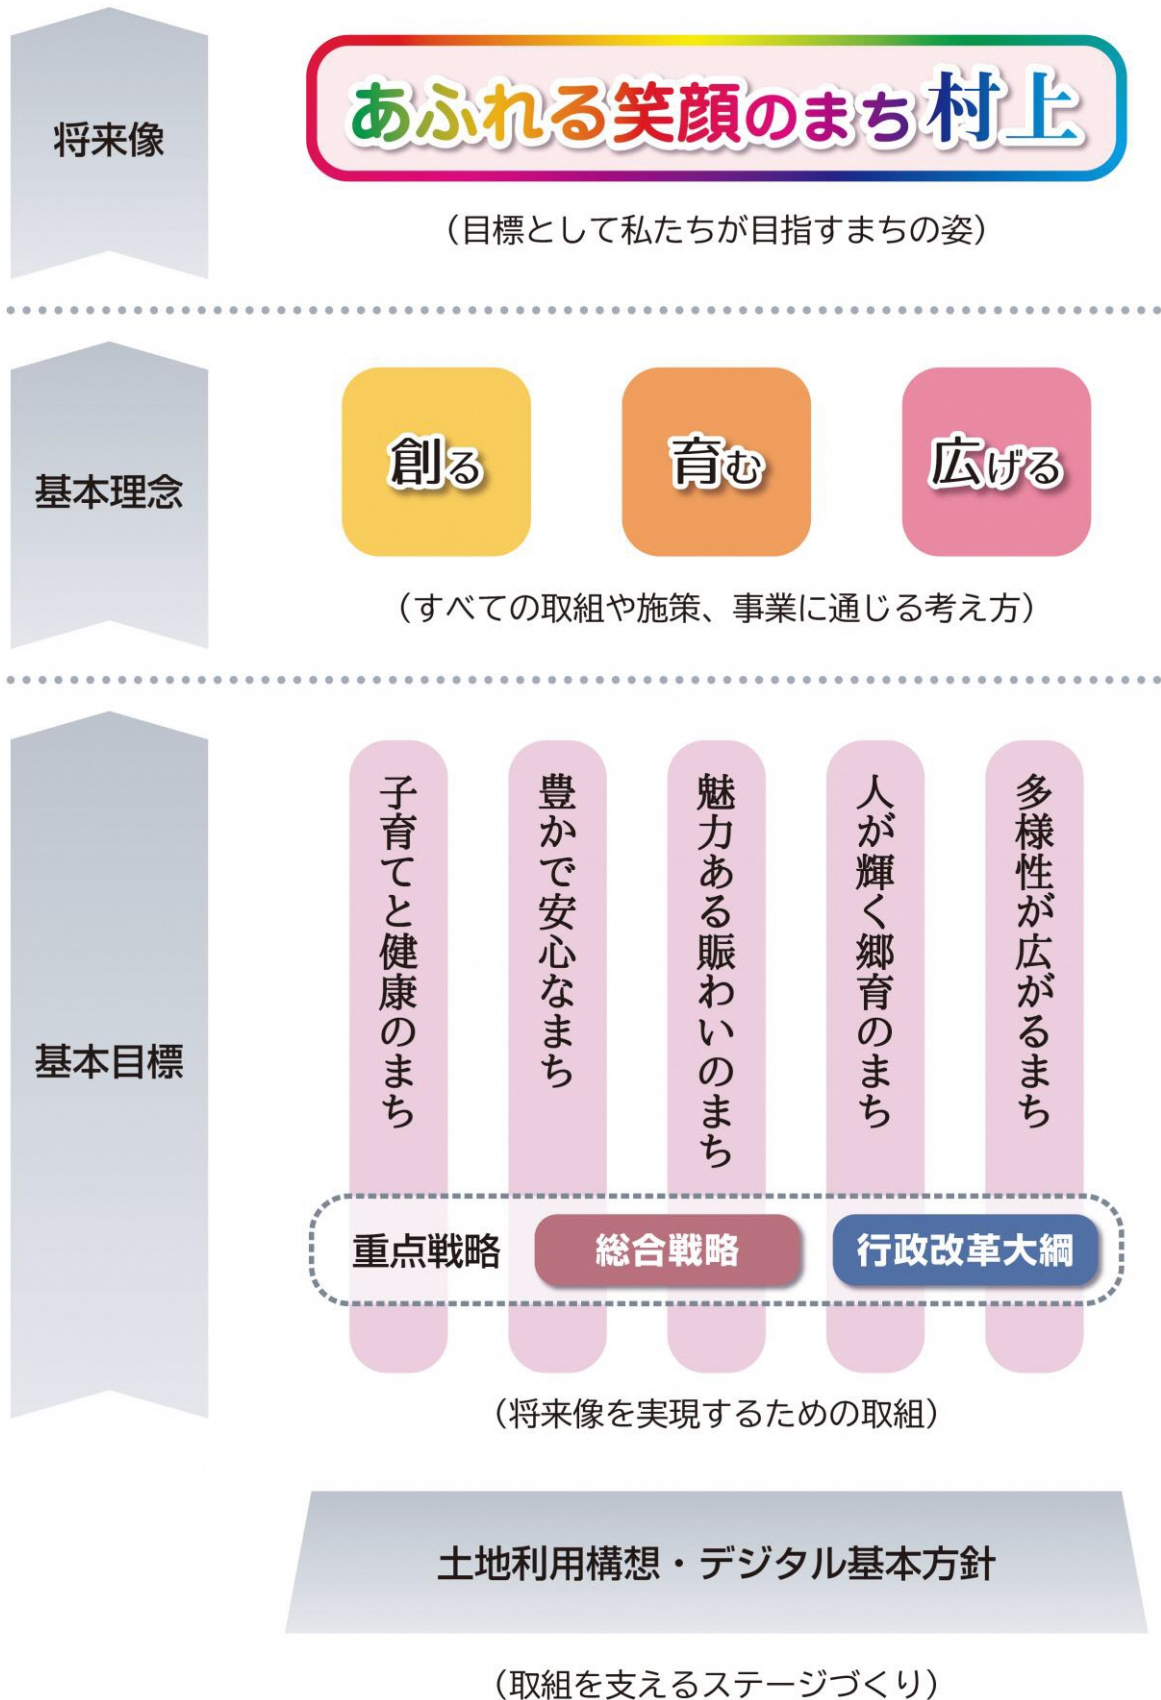 将来像
あふれる笑顔のまち村上
（目標として私たちが目指すまちの姿）
基本理念
創る
育む
広げる
（すべての取組や施策、事業に通じる考え方）
基本目標
子育てと健康のまち
豊かで安心なまち
魅力ある賑わいのまち
人が輝く郷育のまち
多様性が広がるまち
重点戦略
総合戦略
行政改革大綱
（将来像を実現するための取組）
土地利用構想・デジタル基本方針
（取組を支えるステージづくり）